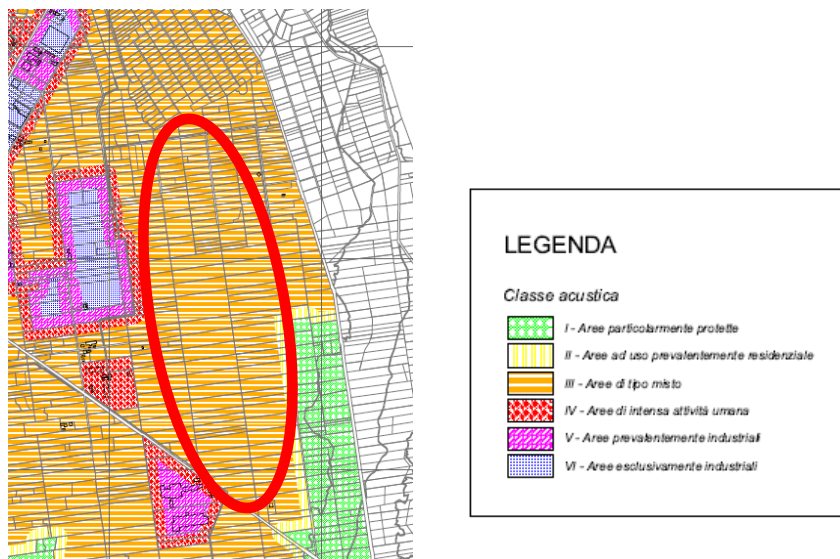 LEGENDA
Classe acustica
I - Aree particolarmente protette
II - Aree ad uso prevalentemente residenziale
III - Aree di tipo misto
IV - Aree di intensa attività umana
V - Aree prevalentemente industriali
VI - Aree esclusivamente industriali